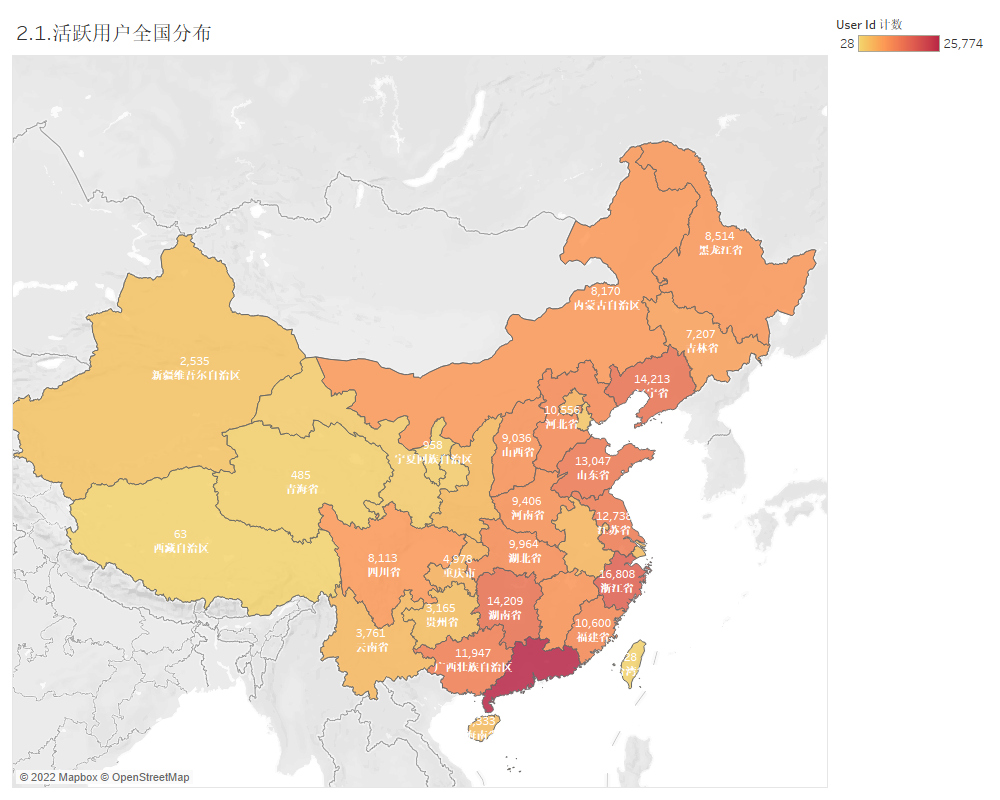 2.1.活跃用户全国分布
User Id 计数
28
25,774
8,514
黑龙江省
8,170
内蒙古自治区
7,207
吉林省
2,535
新疆维吾尔自治区
14,213
10,556
河北省
9,036
山西省
958
宁夏回族自治区
13,047
山东省
485
青海省
9,406
河南省
12,738
江苏省
63
西藏自治区
9,964
湖北省
8,113
四川省
4,978
重庆市
16,808
浙江省
14,209
湖南省
3,165
贵州省
10,600
福建省
3,761
云南省
11,947
广西壮族自治区
28
© 2022 Mapbox © OpenStreetMap